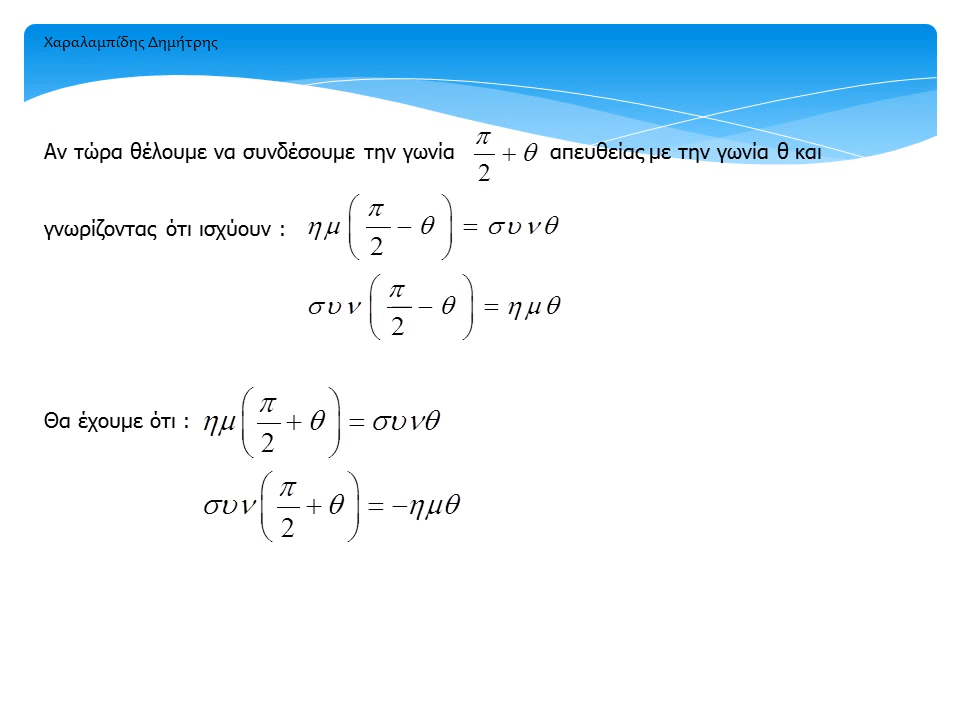 Χαραλαμπίδης Δημήτρης
Αν τώρα θέλουμε να συνδέσουμε την γωνία π/2 + θ απευθείας με την γωνία θ και
γνωρίζοντας ότι ισχύουν : ημ(π/2 − θ) = συνθ
συν(π/2 − θ) = ημθ
Θα έχουμε ότι : ημ(π/2 + θ) = συνθ
συν(π/2 + θ) = −ημθ